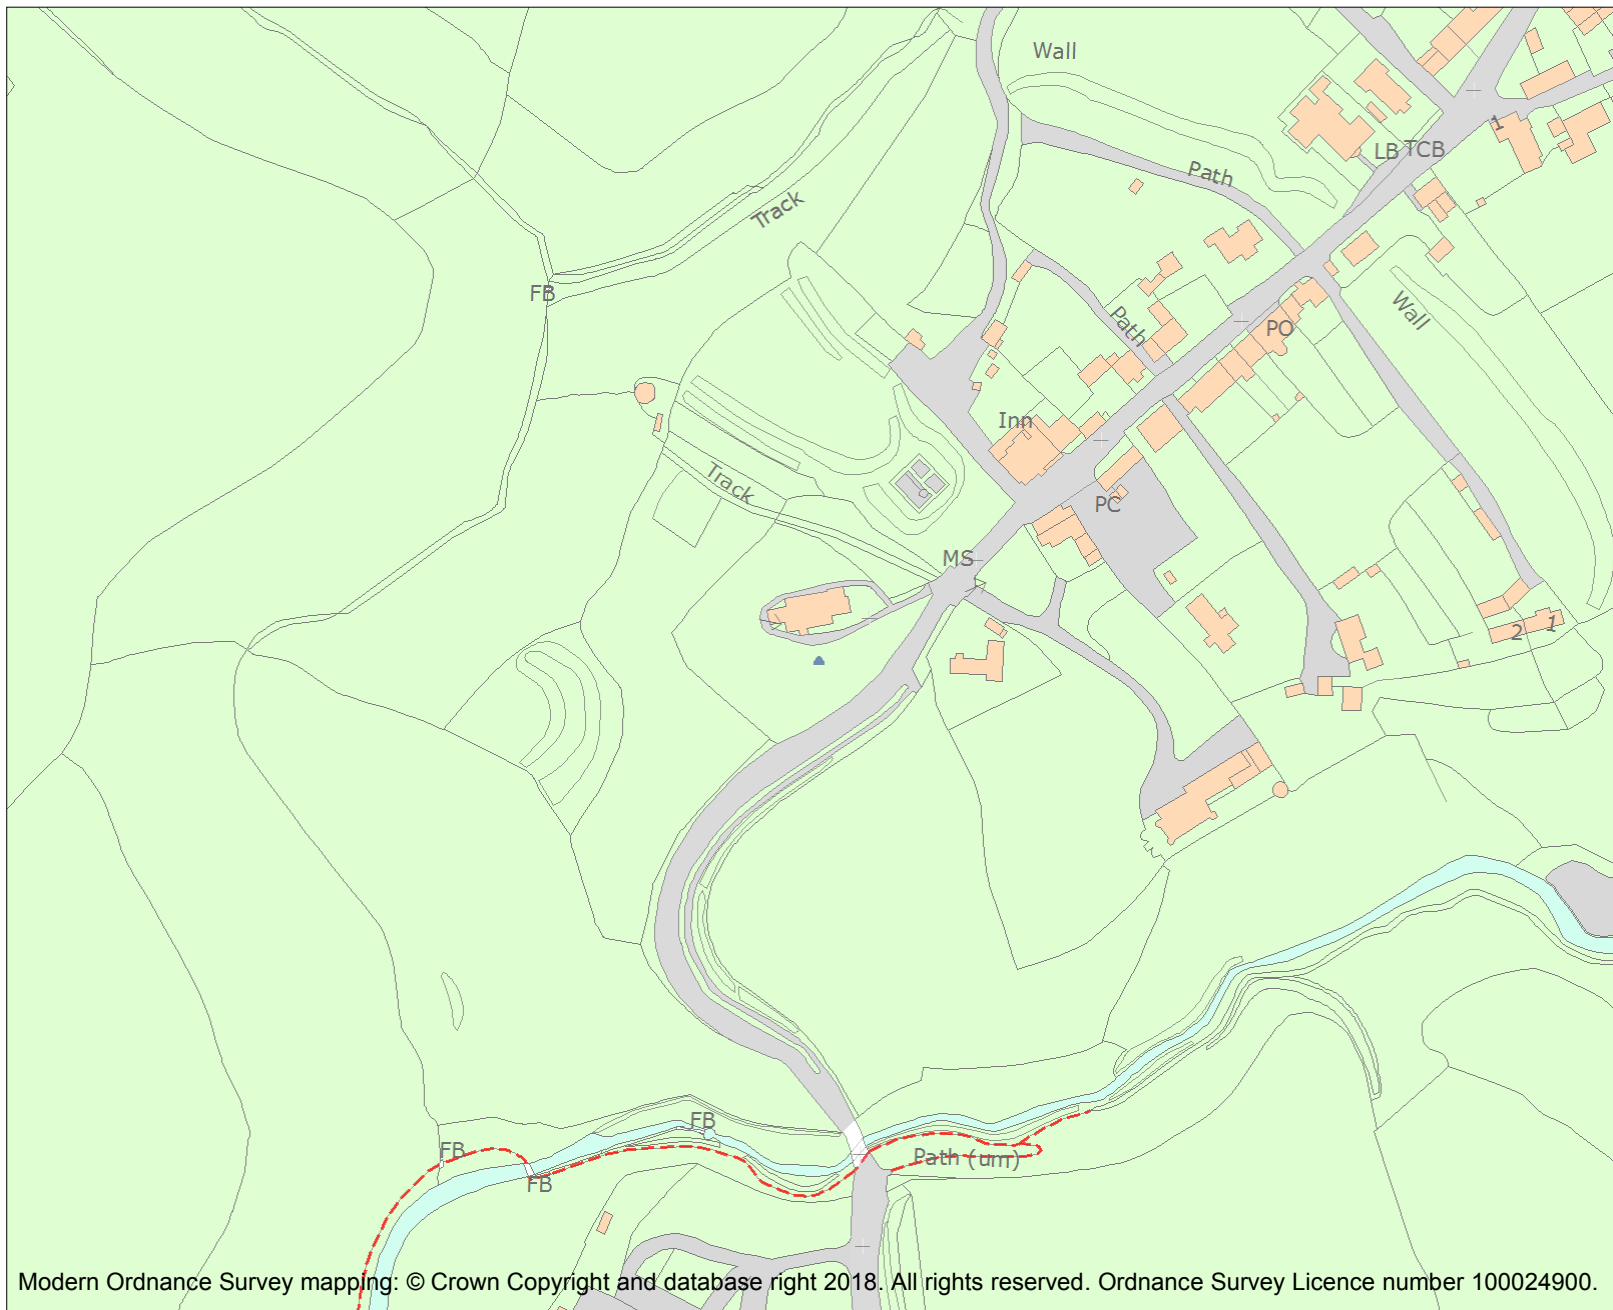 Wall
1
LB
TCB
Path
Track
FB
Wall
Path
PO
Inn
Track
PC
MS
2
1
FB
FB
FB
Path (um)
Modern Ordnance Survey mapping: © Crown Copyright and database right 2018. All rights reserved. Ordnance Survey Licence number 100024900.